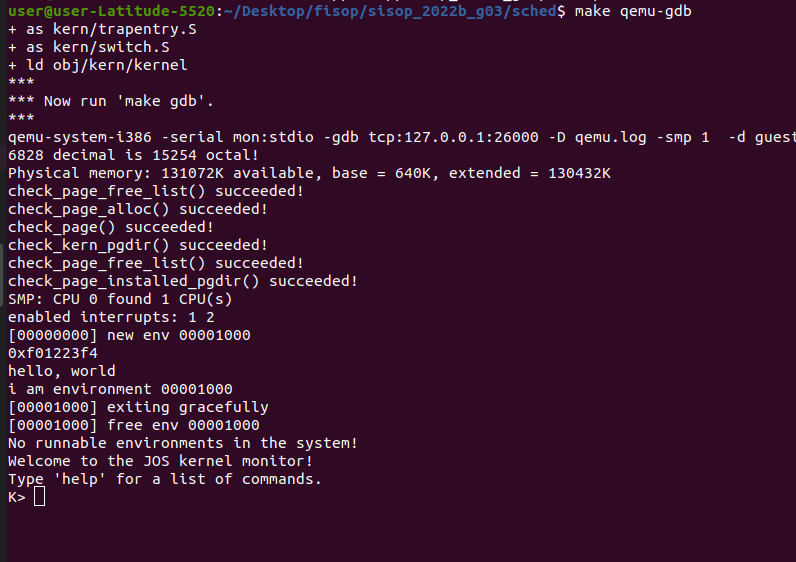 user@user-Latitude-5520:~/Desktop/fisop/sisop_2022b_g03/sched$ make qemu-gdb
+ as kern/trapentry.S
+ as kern/switch.S
+ ld obj/kern/kernel
***
*** Now run 'make gdb'.
***
qemu-system-i386 -serial mon:stdio -gdb tcp:127.0.0.1:26000 -D qemu.log -smp 1  -d guest
6828 decimal is 15254 octal!
Physical memory: 131072K available, base = 640K, extended = 130432K
check_page_free_list() succeeded!
check_page_alloc() succeeded!
check_page() succeeded!
check_kern_pgdir() succeeded!
check_page_free_list() succeeded!
check_page_installed_pgdir() succeeded!
SMP: CPU 0 found 1 CPU(s)
enabled interrupts: 1 2
[00000000] new env 00001000
0xf01223f4
hello, world
i am environment 00001000
[00001000] exiting gracefully
[00001000] free env 00001000
No runnable environments in the system!
Welcome to the JOS kernel monitor!
Type 'help' for a list of commands.
K>